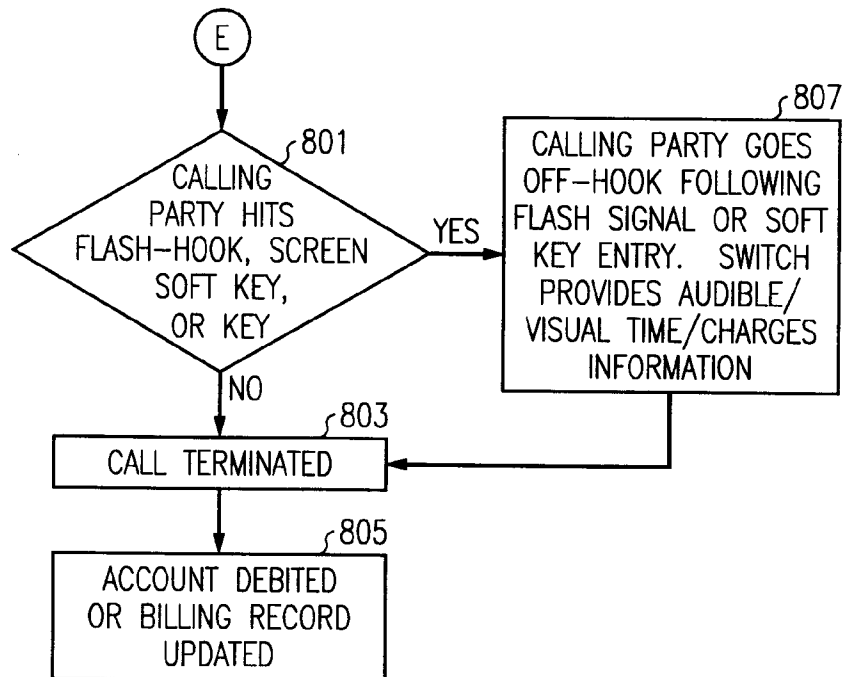 E
801
CALLING
PARTY HITS
FLASH-HOOK, SCREEN
SOFT KEY,
OR KEY
YES
NO
807
CALLING PARTY GOES
OFF-HOOK FOLLOWING
FLASH SIGNAL OR SOFT
KEY ENTRY. SWITCH
PROVIDES AUDIBLE/
VISUAL TIME/CHARGES
INFORMATION
803
CALL TERMINATED
805
ACCOUNT DEBITED
OR BILLING RECORD
UPDATED